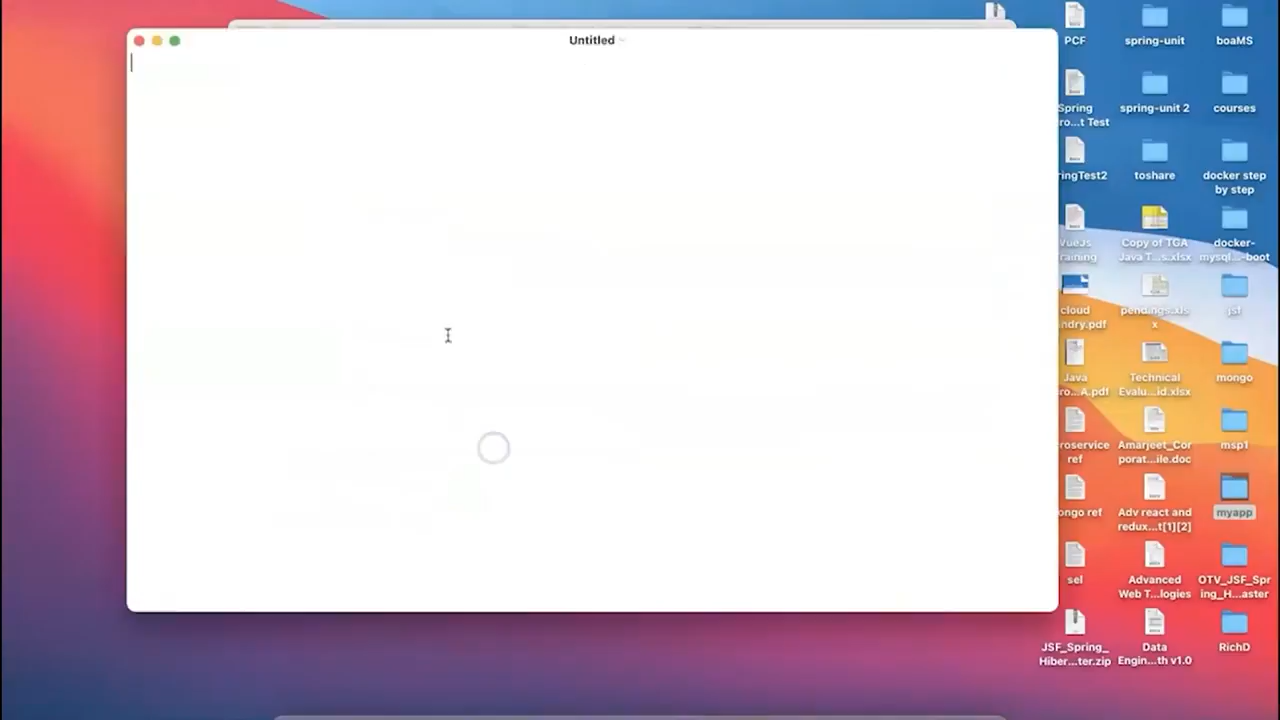 Untitled
PCF
spring-unit
boaMS
Spring
ro...t Test
spring-unit 2
courses
ingTest2
toshare
docker step
by step
VueJs
raining
Copy of TGA
Java T...s.xlsx
docker-
mysql...-boot
cloud
ndry.pdf
pendings.xls
x
jsf
Java
ro...A.pdf
Technical
Evalu...id.xlsx
mongo
roservice
ref
Amarjeet_Cor
porat...ile.doc
msp1
ongo ref
Adv react and
redux...t[1][2]
myapp
sel
Advanced
Web T...logies
OTV_JSF_Spr
ing_H...aster
JSF_Spring_
Hiber...ter.zip
Data
Engin...th v1.0
RichD